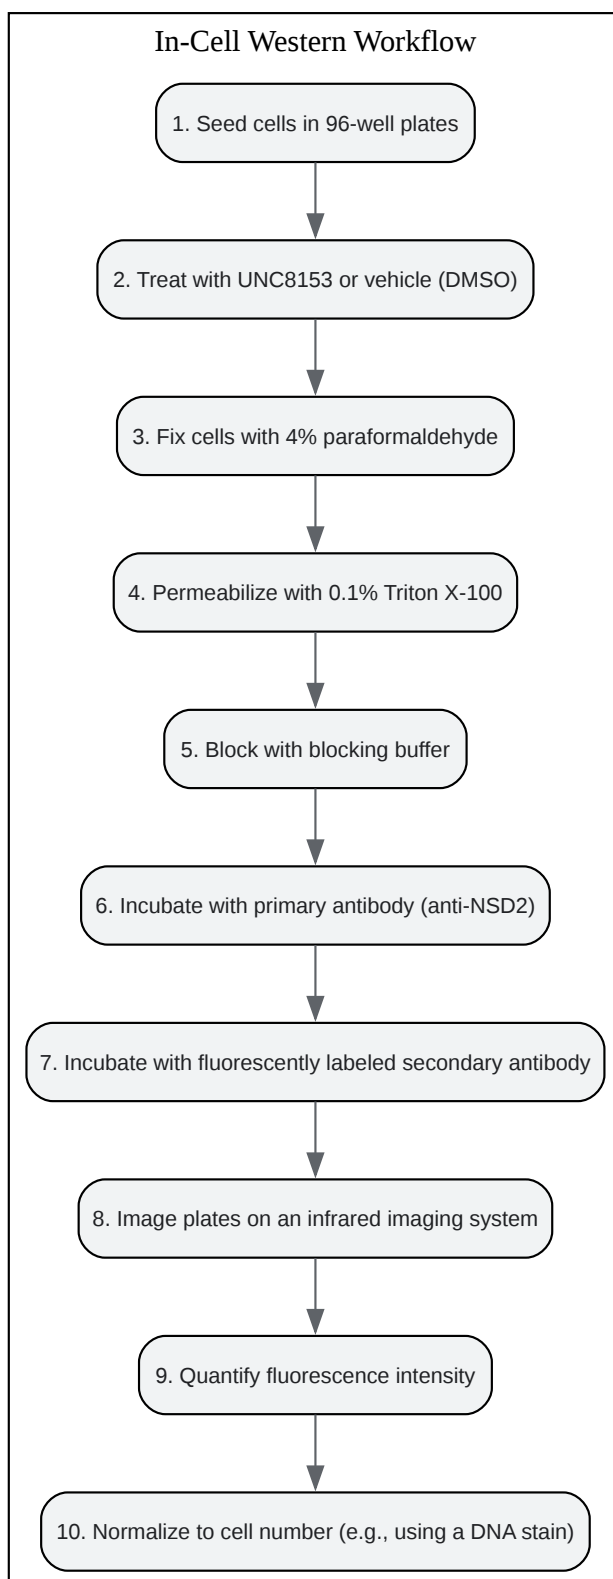 In-Cell Western Workflow
1. Seed cells in 96-well plates
2. Treat with UNC8153 or vehicle (DMSO)
3. Fix cells with 4% paraformaldehyde
4. Permeabilize with 0.1% Triton X-100
5. Block with blocking buffer
6. Incubate with primary antibody (anti-NSD2)
7. Incubate with fluorescently labeled secondary antibody
8. Image plates on an infrared imaging system
9. Quantify fluorescence intensity
10. Normalize to cell number (e.g., using a DNA stain)